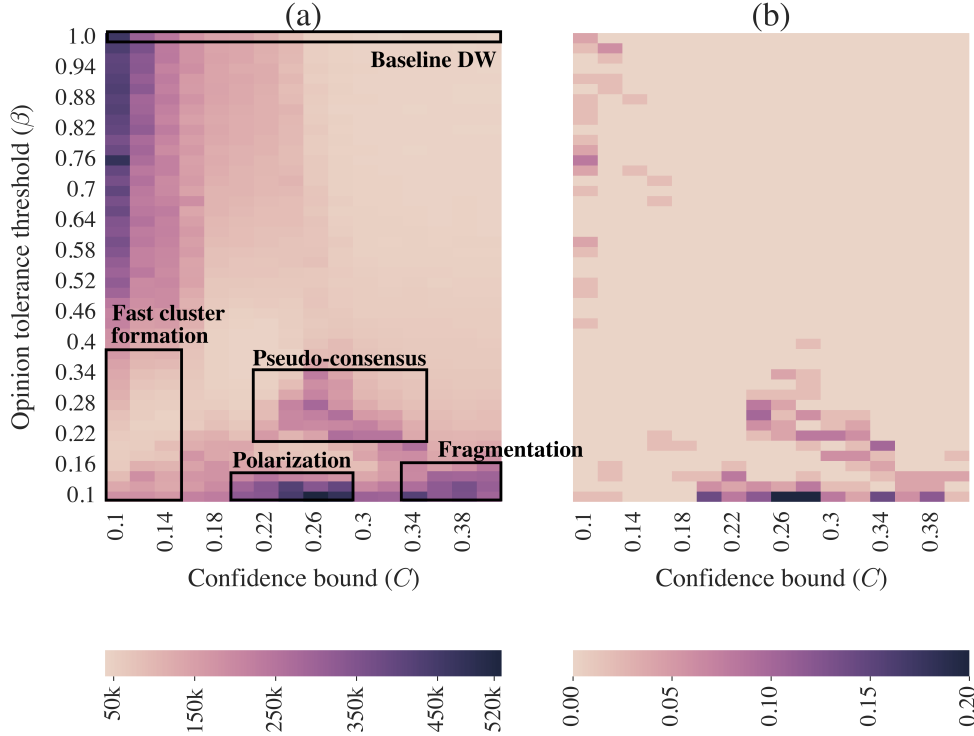 (a)
(b)
Opinion tolerance threshold (β)
1.0
0.94
0.88
0.82
0.76
0.7
0.64
0.58
0.52
0.46
0.4
0.34
0.28
0.22
0.16
0.1
Baseline DW
Fast cluster
formation
Pseudo-consensus
Polarization
Fragmentation
0.1
0.14
0.18
0.22
0.26
0.3
0.34
0.38
Confidence bound (C)
0.1
0.14
0.18
0.22
0.26
0.3
0.34
0.38
Confidence bound (C)
50k
150k
250k
350k
450k
520k
0.00
0.05
0.10
0.15
0.20